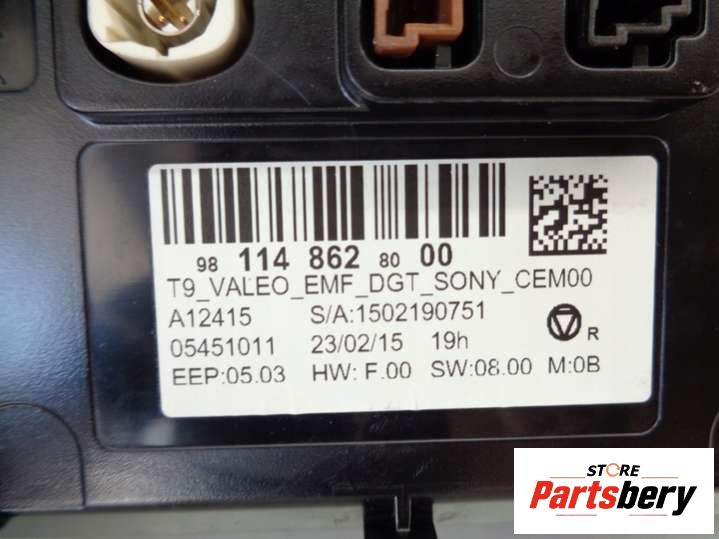 98 114 862 80 00
T9_VALEO_EMF_DGT_SONY_CEM00
A12415 S/A:1502190751
05451011 23/02/15 19h R
EEP:05.03 HW: F.00 SW:08.00 M:0B
STORE
Partsbery